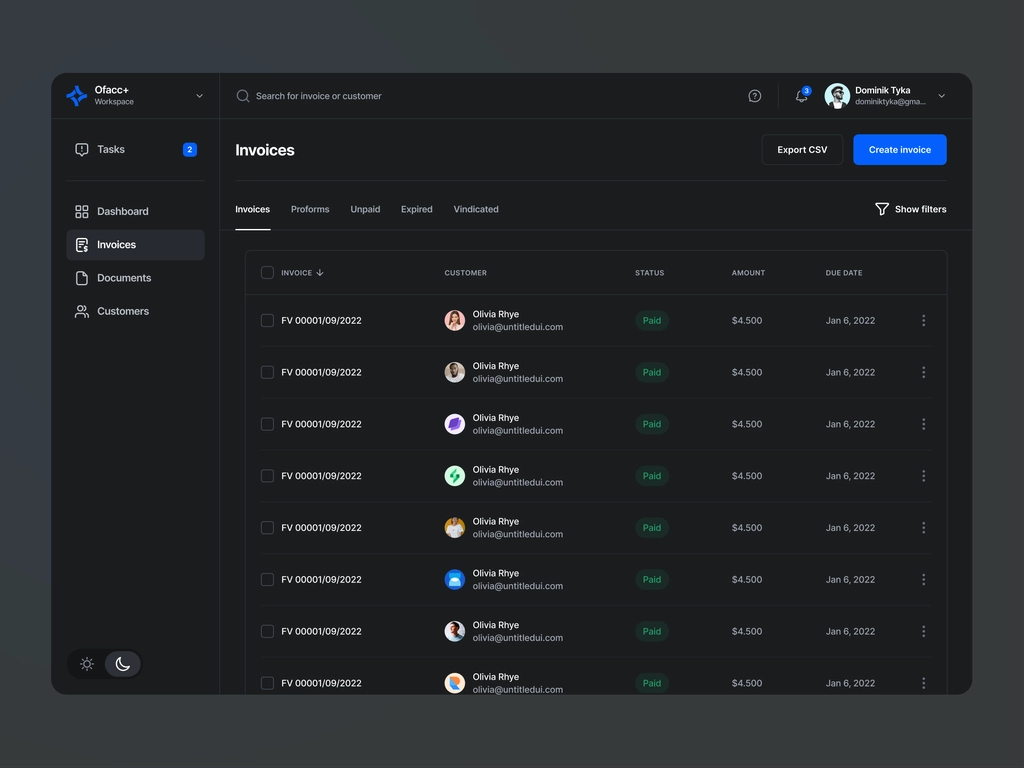 Ofacc+
Workspace
Search for invoice or customer
3
Dominik Tyka
dominiktyka@gma...
Tasks
2
Dashboard
Invoices
Documents
Customers
Invoices
Export CSV
Create invoice
Invoices
Proforms
Unpaid
Expired
Vindicated
Show filters
INVOICE
CUSTOMER
STATUS
AMOUNT
DUE DATE
FV 00001/09/2022
Olivia Rhye
olivia@untitledui.com
Paid
$4.500
Jan 6, 2022
FV 00001/09/2022
Olivia Rhye
olivia@untitledui.com
Paid
$4.500
Jan 6, 2022
FV 00001/09/2022
Olivia Rhye
olivia@untitledui.com
Paid
$4.500
Jan 6, 2022
FV 00001/09/2022
Olivia Rhye
olivia@untitledui.com
Paid
$4.500
Jan 6, 2022
FV 00001/09/2022
Olivia Rhye
olivia@untitledui.com
Paid
$4.500
Jan 6, 2022
FV 00001/09/2022
Olivia Rhye
olivia@untitledui.com
Paid
$4.500
Jan 6, 2022
FV 00001/09/2022
Olivia Rhye
olivia@untitledui.com
Paid
$4.500
Jan 6, 2022
FV 00001/09/2022
Olivia Rhye
olivia@untitledui.com
Paid
$4.500
Jan 6, 2022